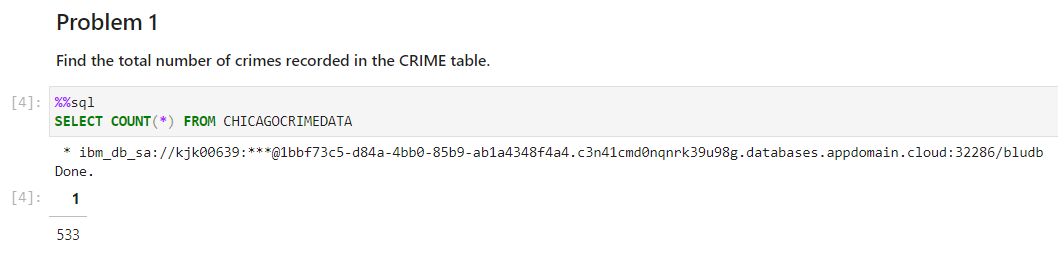 Problem 1
Find the total number of crimes recorded in the CRIME table.
[4]: %%sql
SELECT COUNT(*) FROM CHICAGOCRIMEDATA
* ibm_db_sa://kjk00639:***@1bbf73c5-d84a-4bb0-85b9-ab1a4348f4a4.c3n41cmd0nqnrk39u98g.databases.appdomain.cloud:32286/bludb
Done.
[4]: 1
533